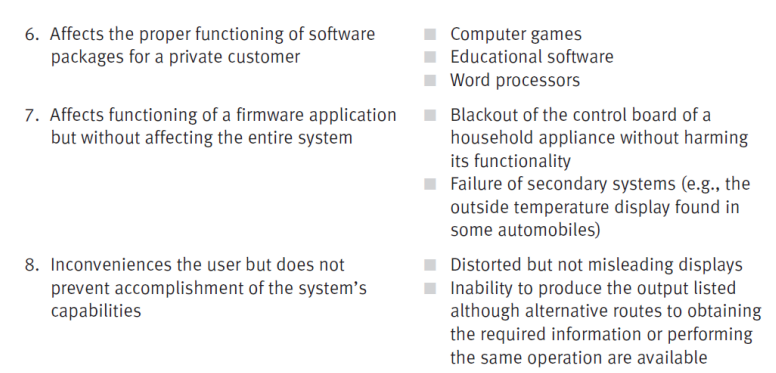 6. Affects the proper functioning of software
packages for a private customer
■ Computer games
■ Educational software
■ Word processors
7. Affects functioning of a firmware application
but without affecting the entire system
■ Blackout of the control board of a
household appliance without harming
its functionality
■ Failure of secondary systems (e.g., the
outside temperature display found in
some automobiles)
8. Inconveniences the user but does not
prevent accomplishment of the system’s
capabilities
■ Distorted but not misleading displays
■ Inability to produce the output listed
although alternative routes to obtaining
the required information or performing
the same operation are available